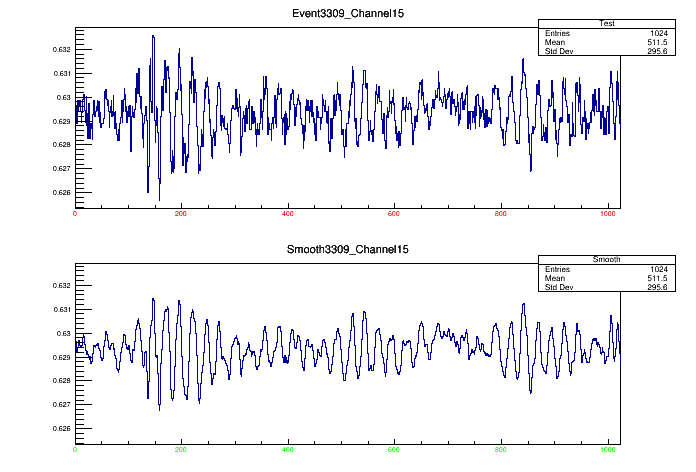 Event3309_Channel15
Test
Entries 1024
Mean 511.5
Std Dev 295.6
0.632
0.631
0.63
0.629
0.628
0.627
0.626
0 200 400 600 800 1000
Smooth3309_Channel15
Smooth
Entries 1024
Mean 511.5
Std Dev 295.6
0.632
0.631
0.63
0.629
0.628
0.627
0.626
0 200 400 600 800 1000